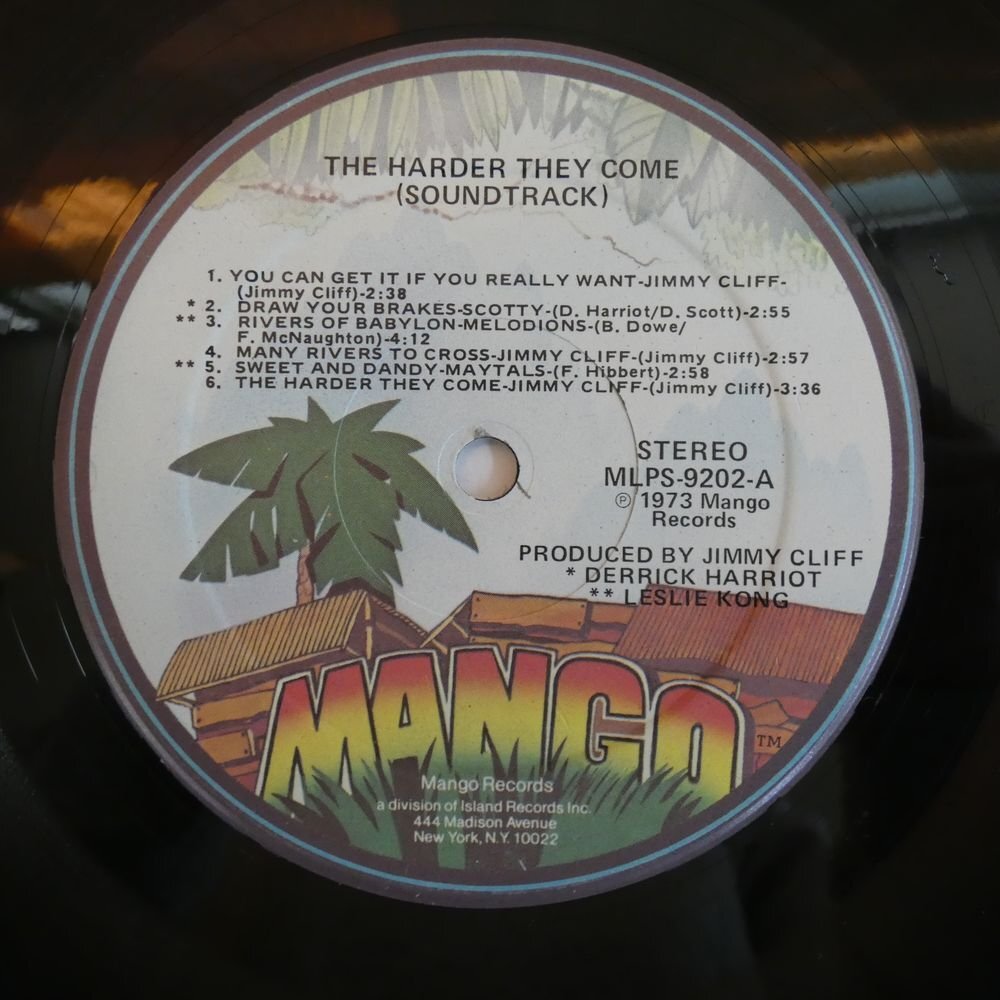 THE HARDER THEY COME
(SOUNDTRACK)
1. YOU CAN GET IT IF YOU REALLY WANT-JIMMY CLIFF-
(Jimmy Cliff)-2:38
* 2. DRAW YOUR BRAKES-SCOTTY-(D. Harriot/D. Scott)-2:55
** 3. RIVERS OF BABYLON-MELODIONS-(B. Dowe/
F. McNaughton)-4:12
4. MANY RIVERS TO CROSS-JIMMY CLIFF-(Jimmy Cliff)-2:57
** 5. SWEET AND DANDY-MAYTALS-(F. Hibbert)-2:58
6. THE HARDER THEY COME-JIMMY CLIFF-(Jimmy Cliff)-3:36
STEREO
MLPS-9202-A
℗ 1973 Mango
Records
PRODUCED BY JIMMY CLIFF
* DERRICK HARRIOT
** LESLIE KONG
MANGO TM
Mango Records
a division of Island Records Inc.
444 Madison Avenue
New York, N.Y. 10022